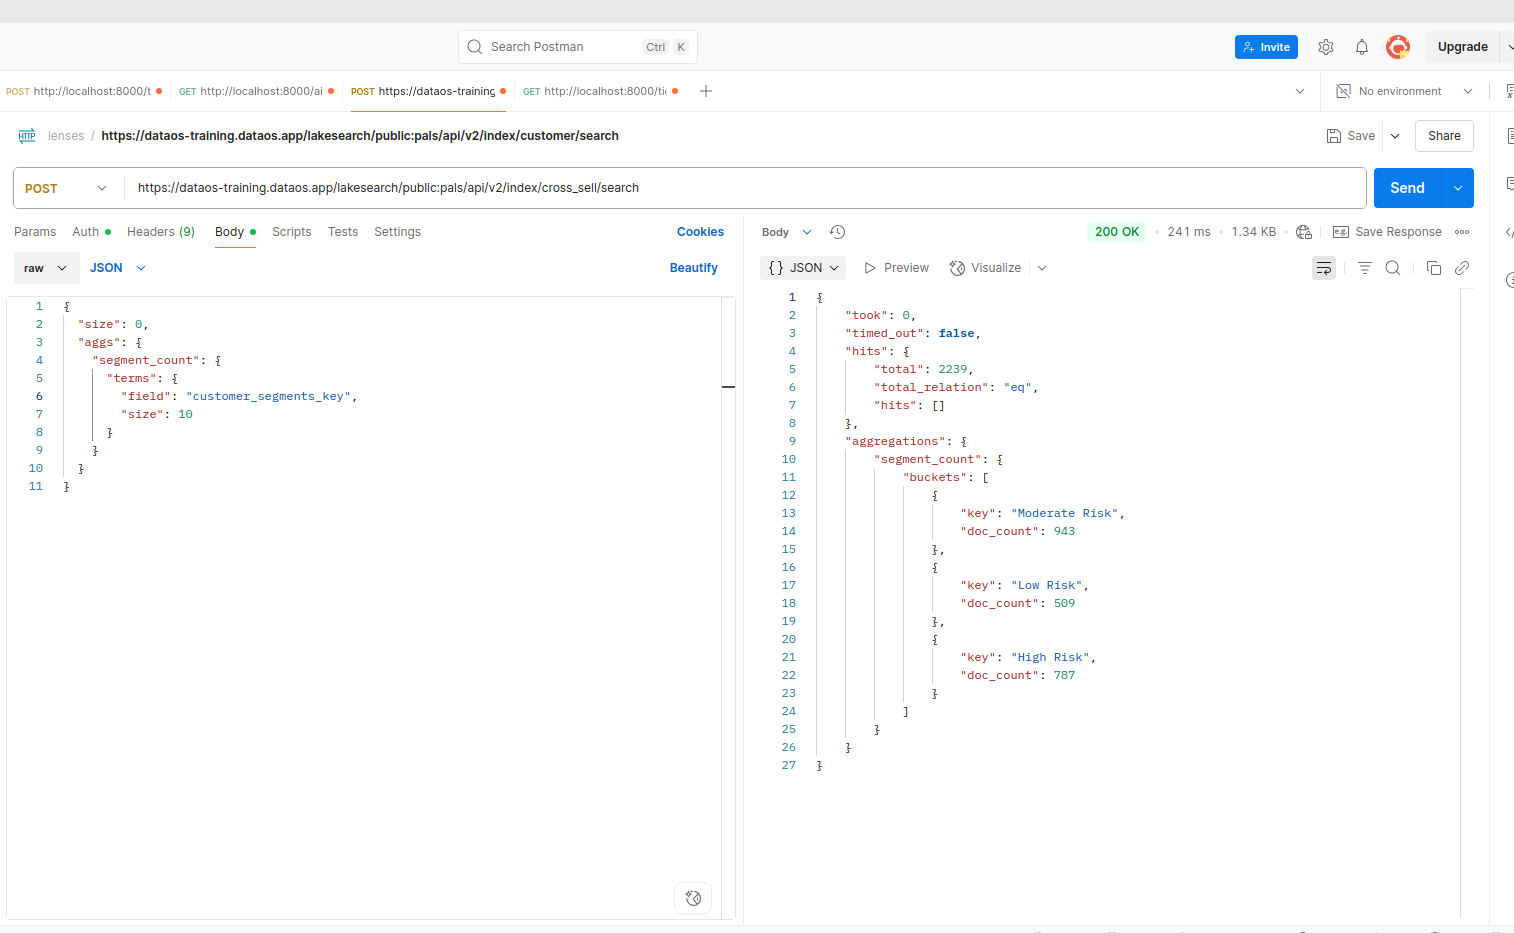 Search Postman Ctrl K Invite Upgrade
POST http://localhost:8000/t GET http://localhost:8000/ai POST https://dataos-training. GET http://localhost:8000/tic No environment
HTTP lenses / https://dataos-training.dataos.app/lakesearch/public:pals/api/v2/index/customer/search Save Share
POST https://dataos-training.dataos.app/lakesearch/public:pals/api/v2/index/cross_sell/search Send
Params Auth Headers (9) Body Scripts Tests Settings Cookies
raw JSON Beautify
1 {
2 "size": 0,
3 "aggs": {
4 "segment_count": {
5 "terms": {
6 "field": "customer_segments_key",
7 "size": 10
8 }
9 }
10 }
11 }
Body 200 OK • 241 ms • 1.34 KB • e.g. Save Response
{} JSON Preview Visualize
1 {
2 "took": 0,
3 "timed_out": false,
4 "hits": {
5 "total": 2239,
6 "total_relation": "eq",
7 "hits": []
8 },
9 "aggregations": {
10 "segment_count": {
11 "buckets": [
12 {
13 "key": "Moderate Risk",
14 "doc_count": 943
15 },
16 {
17 "key": "Low Risk",
18 "doc_count": 509
19 },
20 {
21 "key": "High Risk",
22 "doc_count": 787
23 }
24 ]
25 }
26 }
27 }